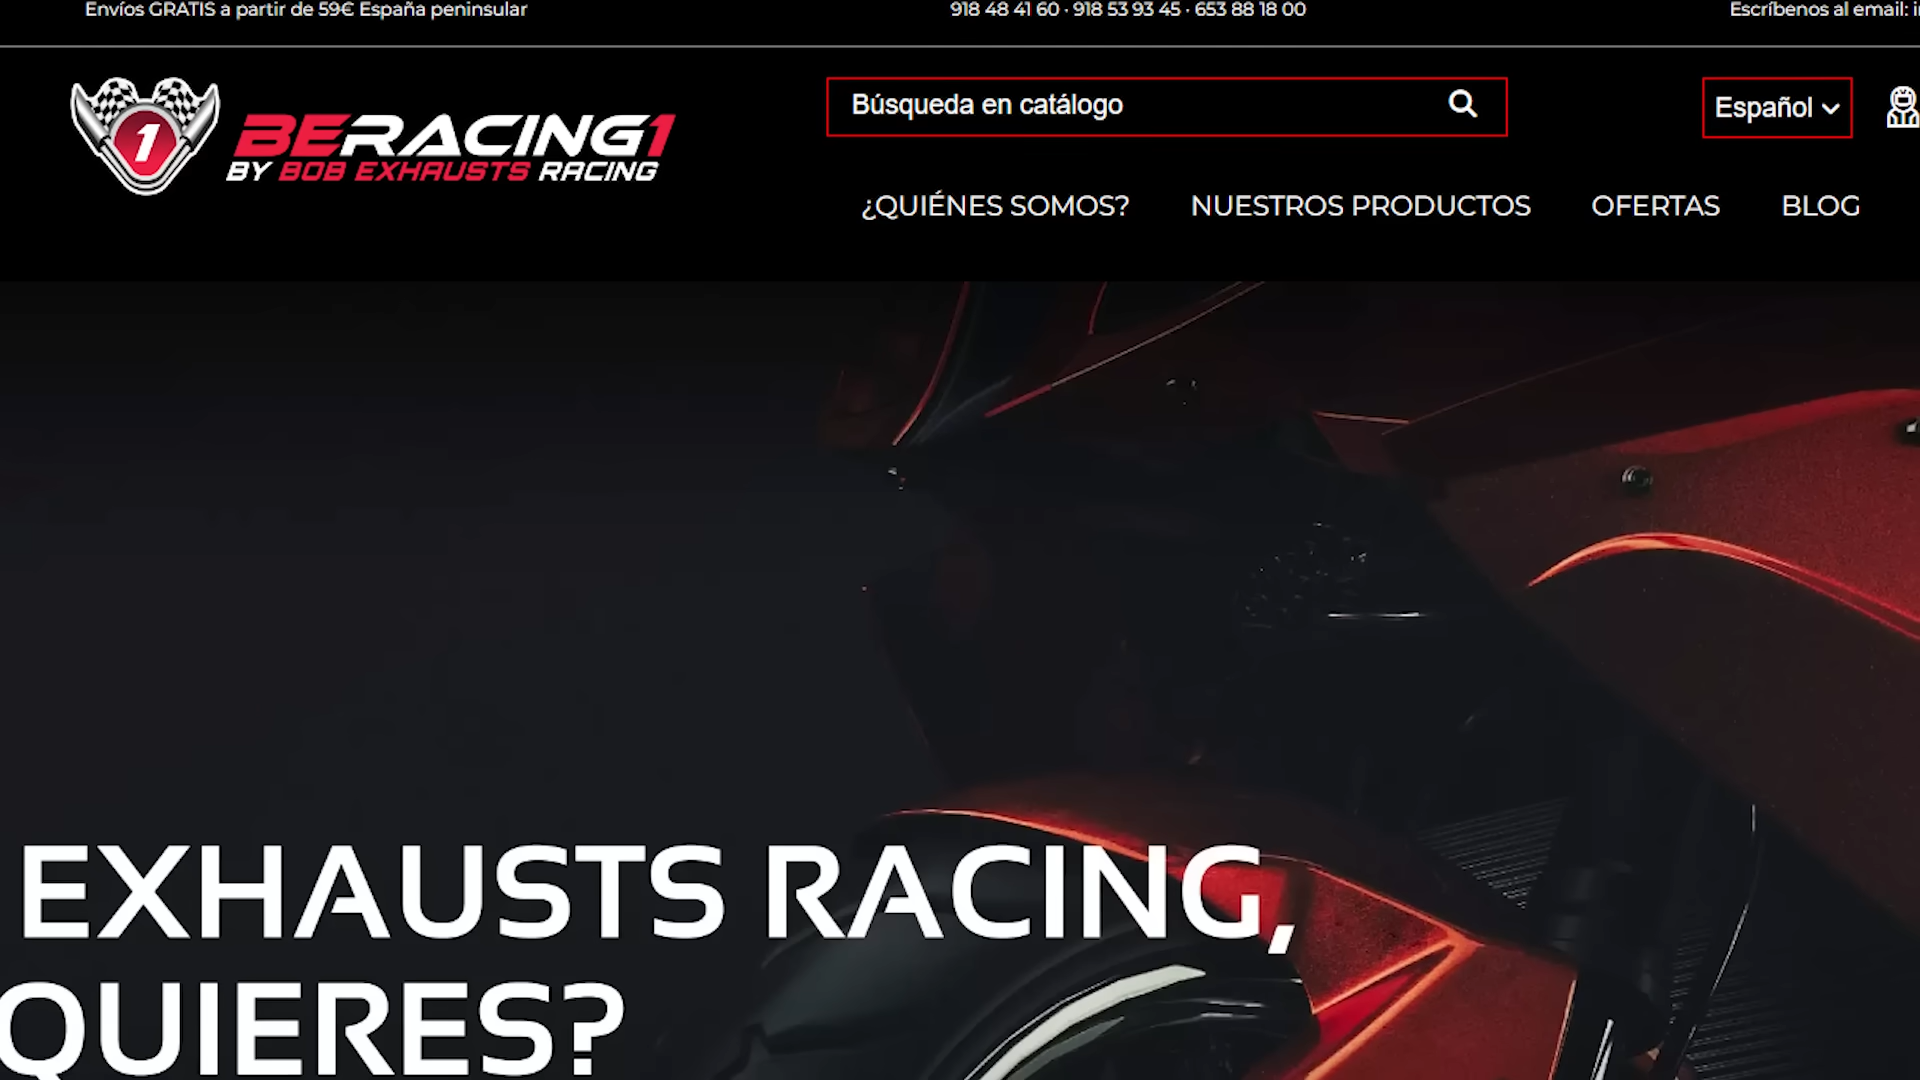 Envíos GRATIS a partir de 59€ España peninsular
918 48 41 60 · 918 53 93 45 · 653 88 18 00
Escríbenos al email:
1
BERACING1
BY BOB EXHAUSTS RACING
Búsqueda en catálogo
Español
¿QUIÉNES SOMOS?
NUESTROS PRODUCTOS
OFERTAS
BLOG
EXHAUSTS RACING,
QUIERES?